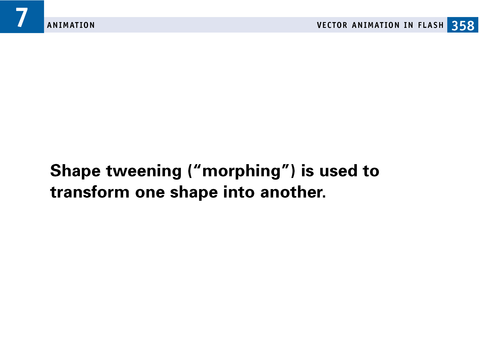 7
ANIMATION
VECTOR ANIMATION IN FLASH 358
Shape tweening (“morphing”) is used to
transform one shape into another.